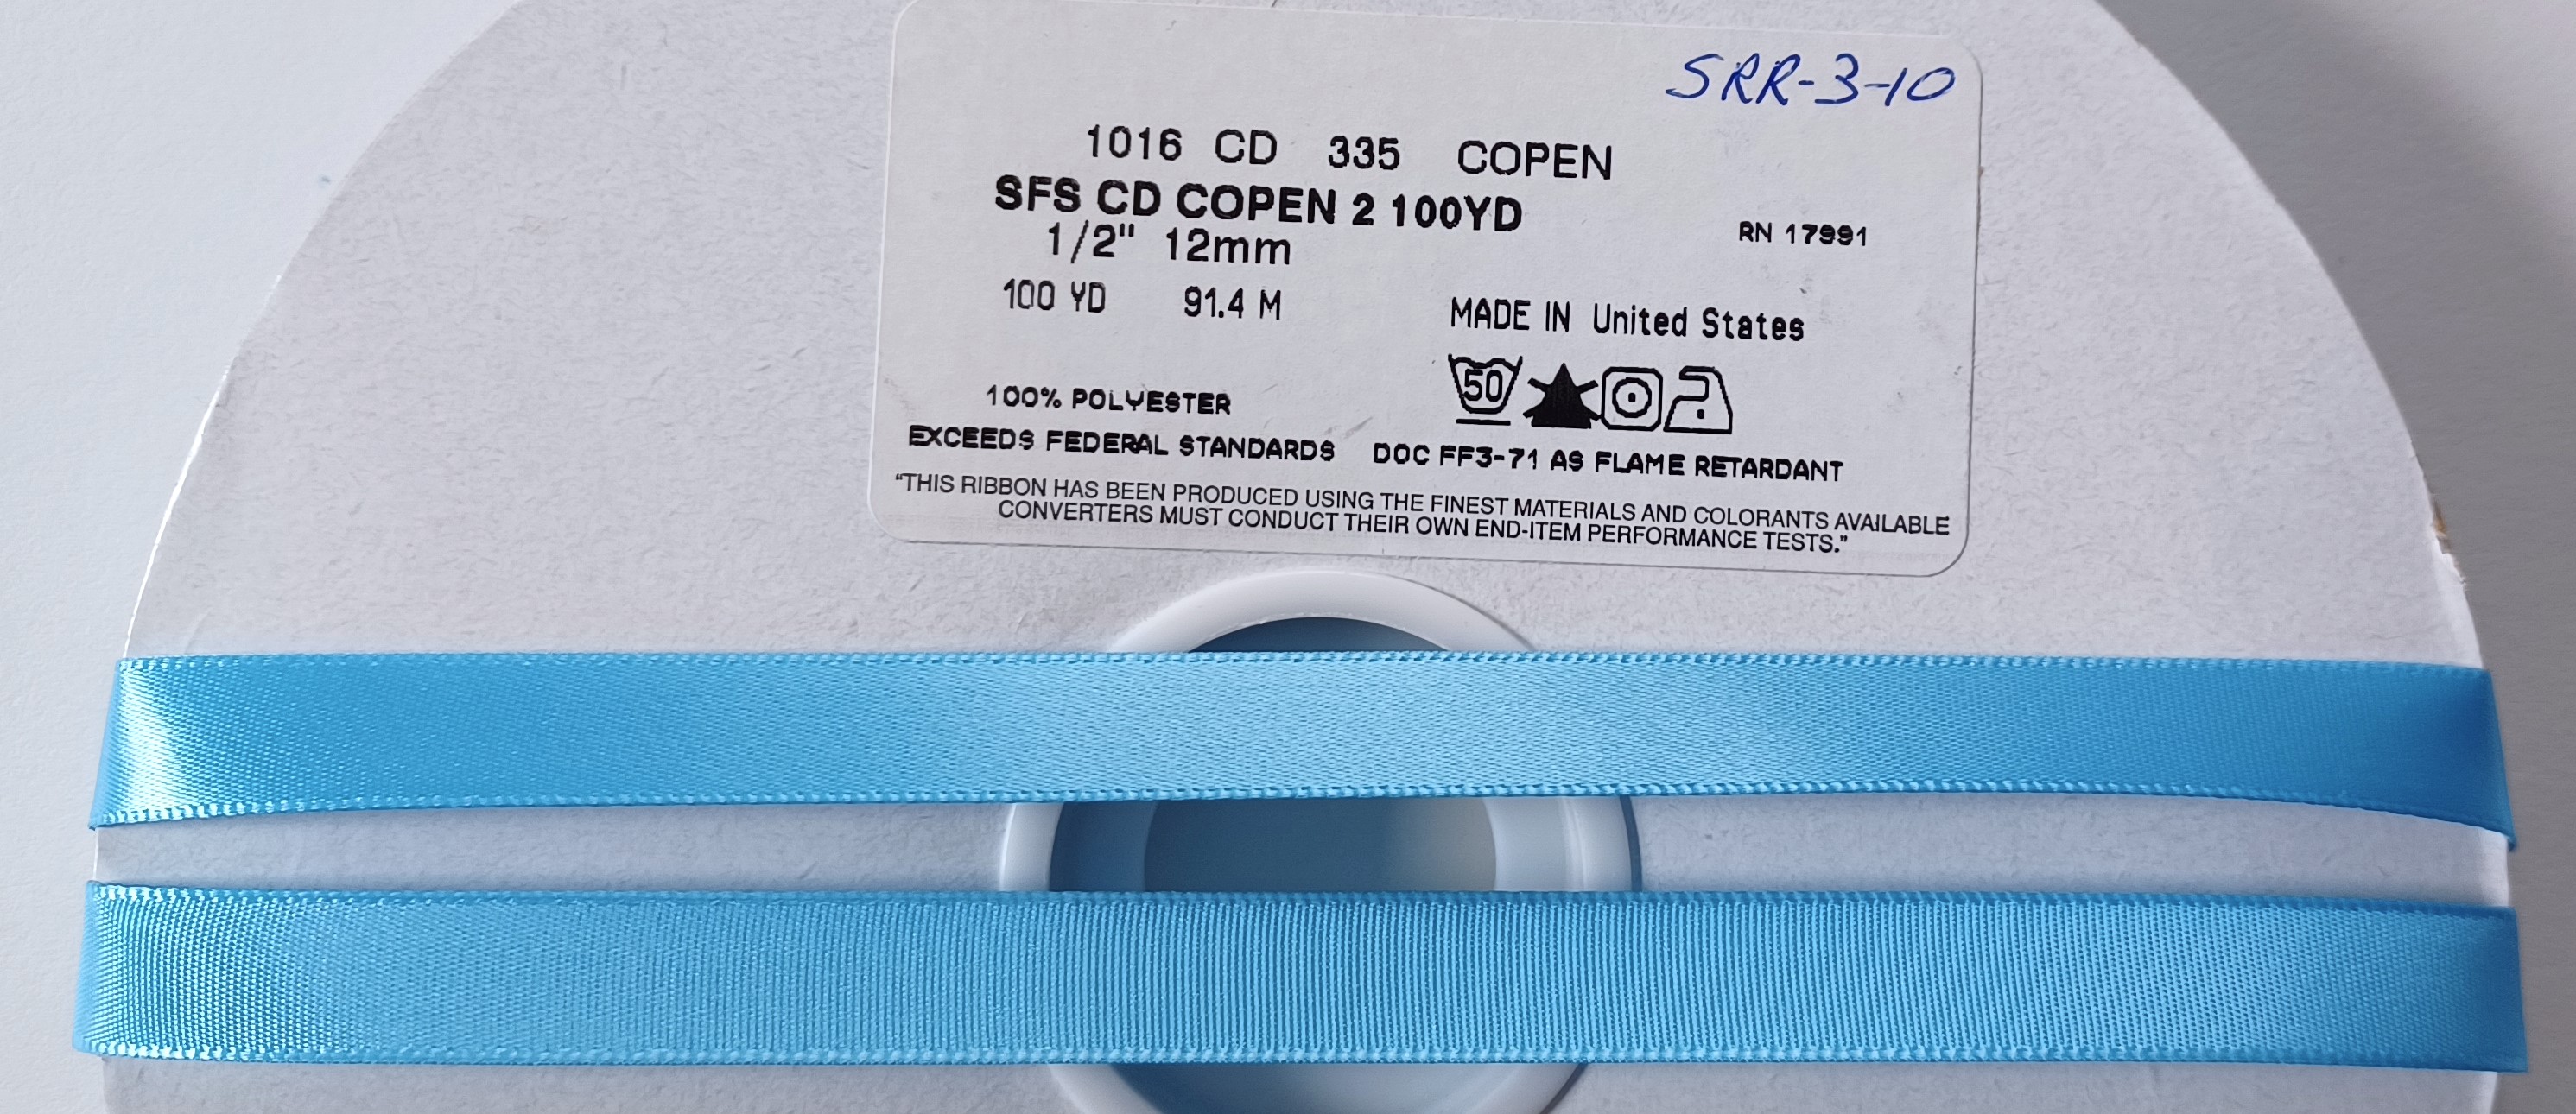 SRR-3-10
1016 CD 335 COPEN
SFS CD COPEN 2 100YD
RN 17991
1/2" 12mm
100 YD 91.4 M
MADE IN United States
50
100% POLYESTER
EXCEEDS FEDERAL STANDARDS DOC FF3-71 AS FLAME RETARDANT
"THIS RIBBON HAS BEEN PRODUCED USING THE FINEST MATERIALS AND COLORANTS AVAILABLE
CONVERTERS MUST CONDUCT THEIR OWN END-ITEM PERFORMANCE TESTS."